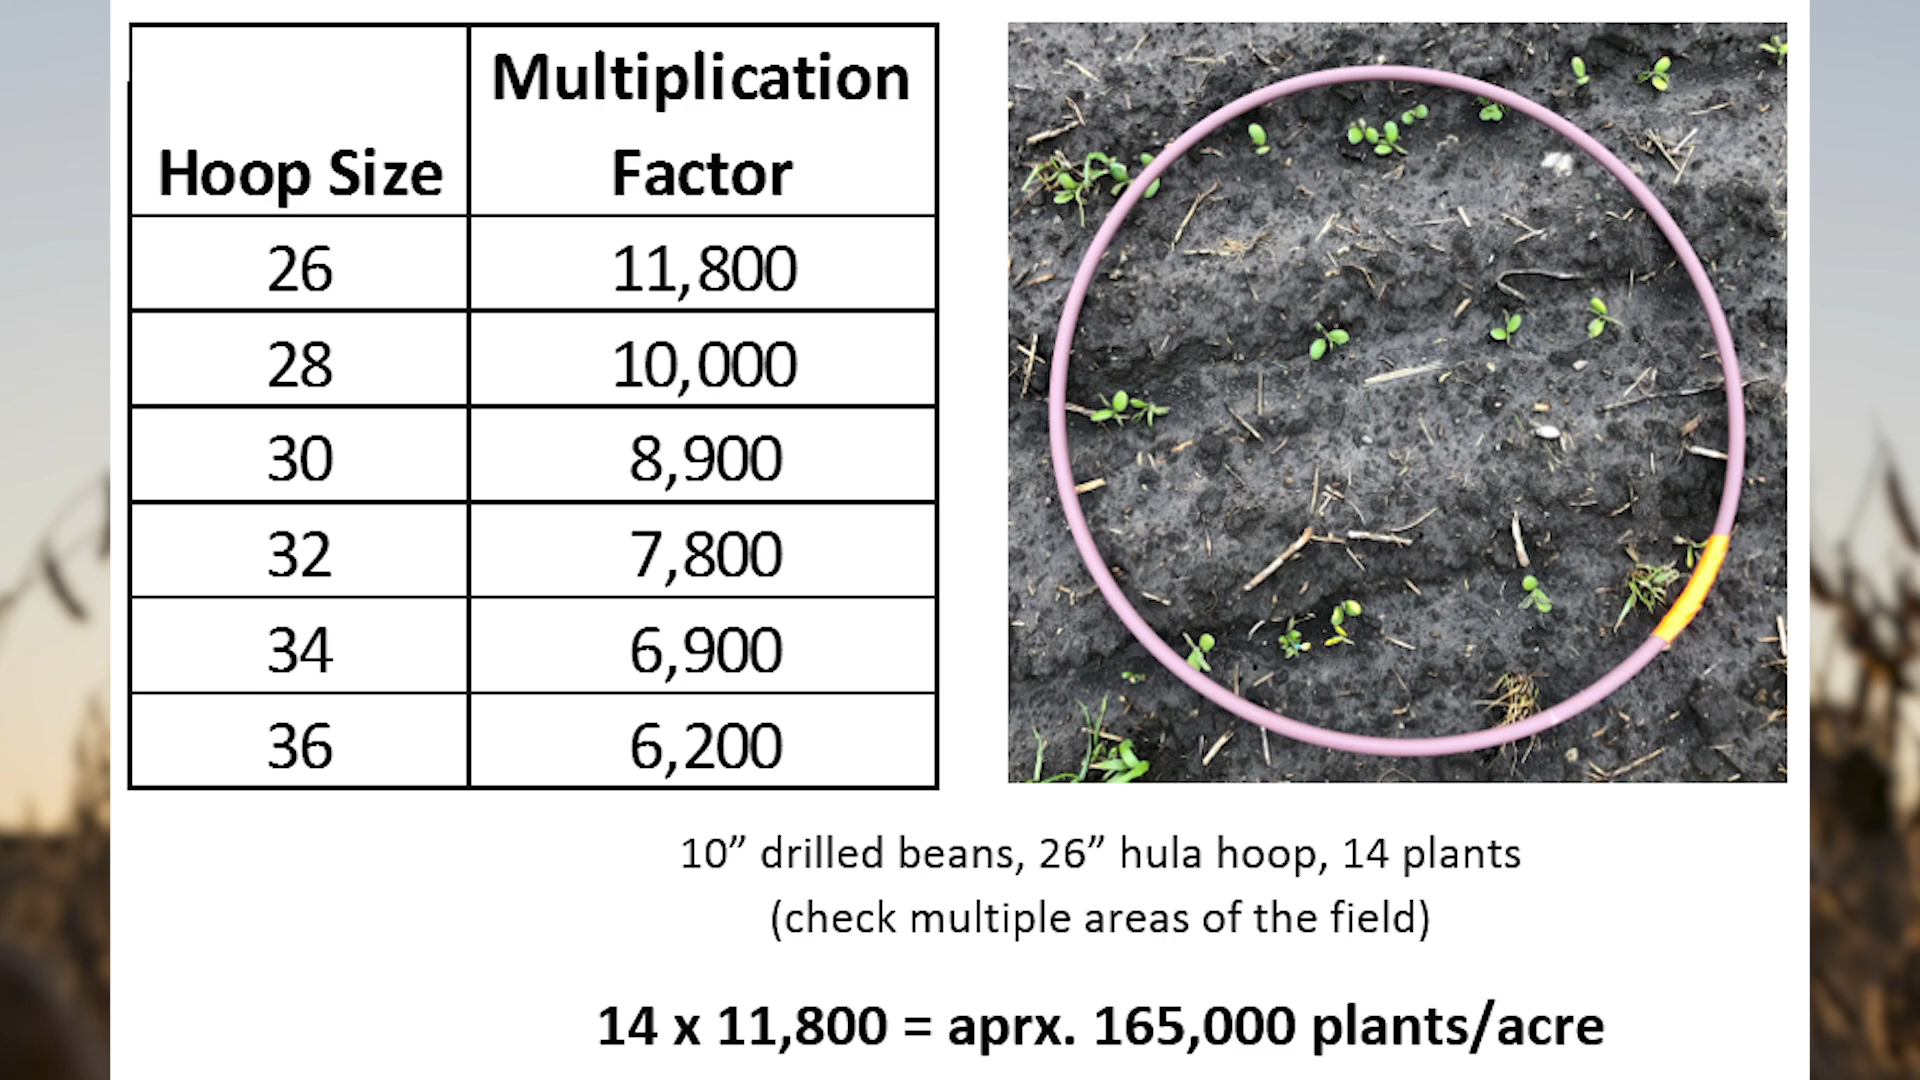 Hoop Size Multiplication Factor
26 11,800
28 10,000
30 8,900
32 7,800
34 6,900
36 6,200
10” drilled beans, 26” hula hoop, 14 plants
(check multiple areas of the field)
14 x 11,800 = aprx. 165,000 plants/acre